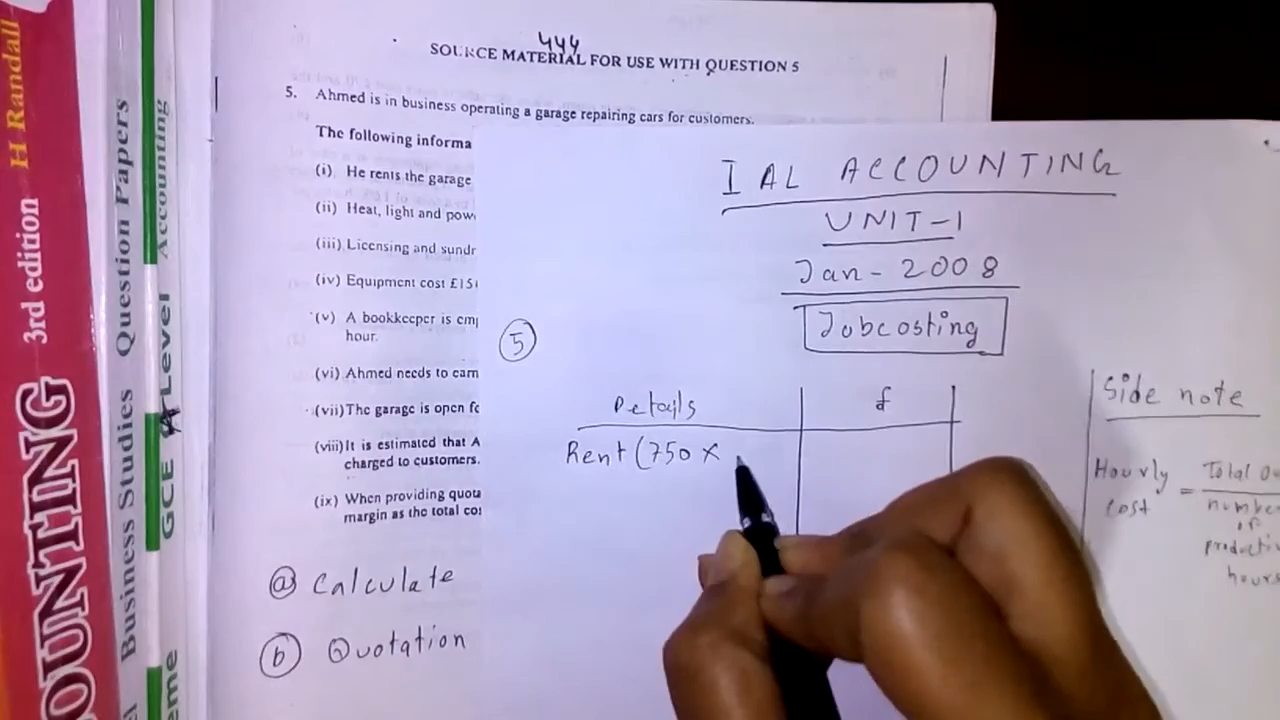 H Randall
3rd edition
OUNTING
Question Papers
Business Studies
Accounting
GCE A Level
eme
444
SOURCE MATERIAL FOR USE WITH QUESTION 5
5. Ahmed is in business operating a garage repairing cars for customers.
The following informa
(i) He rents the garage
(ii) Heat, light and pow
(iii) Licensing and sundr
(iv) Equipment cost £15
(v) A bookkeeper is emp
hour.
(vi) Ahmed needs to earn
(vii) The garage is open fo
(viii) It is estimated that A
charged to customers.
(ix) When providing quou
margin as the total cos
@ Calculate
b Quotation
IAL ACCOUNTING
UNIT-1
Jan-2008
Jobcosting
5
Details £
Rent (750 x
Side note
Hourly cost = Total O
number
of
producti
hours